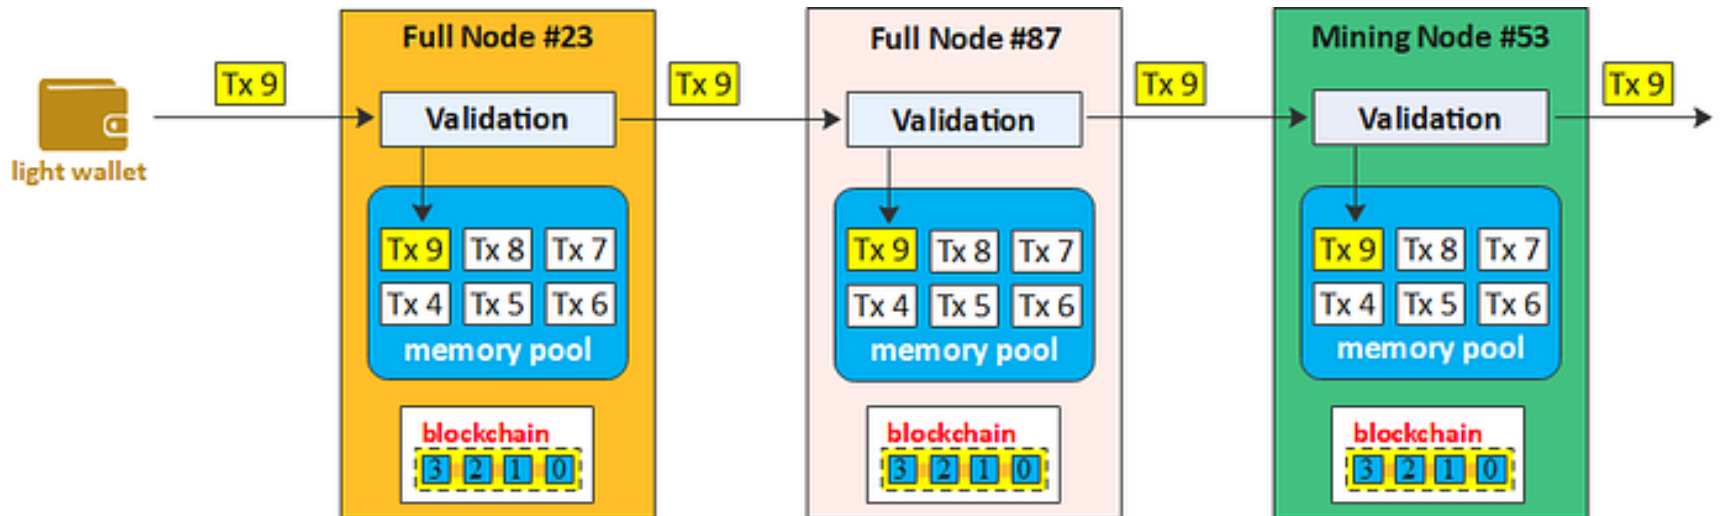 Full Node #23
Full Node #87
Mining Node #53
Tx 9
Tx 9
Tx 9
Tx 9
light wallet
Validation
Validation
Validation
Tx 9 Tx 8 Tx 7
Tx 4 Tx 5 Tx 6
memory pool
Tx 9 Tx 8 Tx 7
Tx 4 Tx 5 Tx 6
memory pool
Tx 9 Tx 8 Tx 7
Tx 4 Tx 5 Tx 6
memory pool
blockchain
3 2 1 0
blockchain
3 2 1 0
blockchain
3 2 1 0